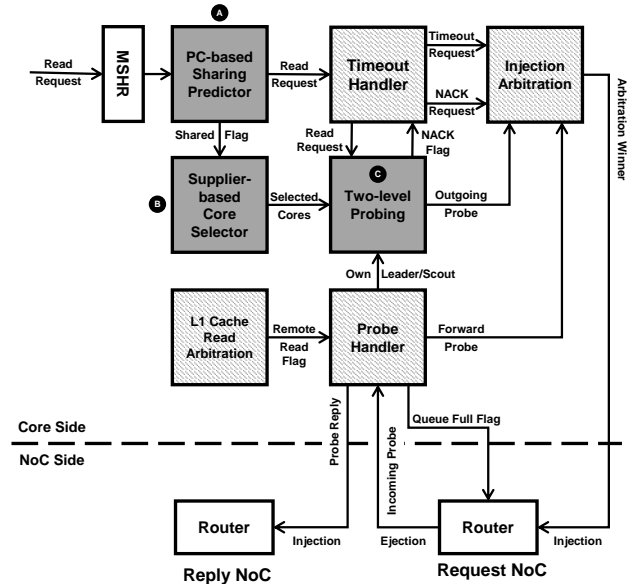 A
Read
Request
MSHR
PC-based
Sharing
Predictor
Read
Request
Timeout
Handler
Timeout
Request
NACK
Request
Injection
Arbitration
Arbitration Winner
Shared Flag
Read
Request
NACK
Flag
B
Supplier-
based
Core
Selector
Selected
Cores
C
Two-level
Probing
Outgoing
Probe
Own Leader/Scout
L1 Cache
Read
Arbitration
Remote
Read
Flag
Probe
Handler
Forward
Probe
Probe Reply
Incoming Probe
Queue Full Flag
Core Side
NoC Side
Router
Injection
Ejection
Router
Injection
Reply NoC
Request NoC